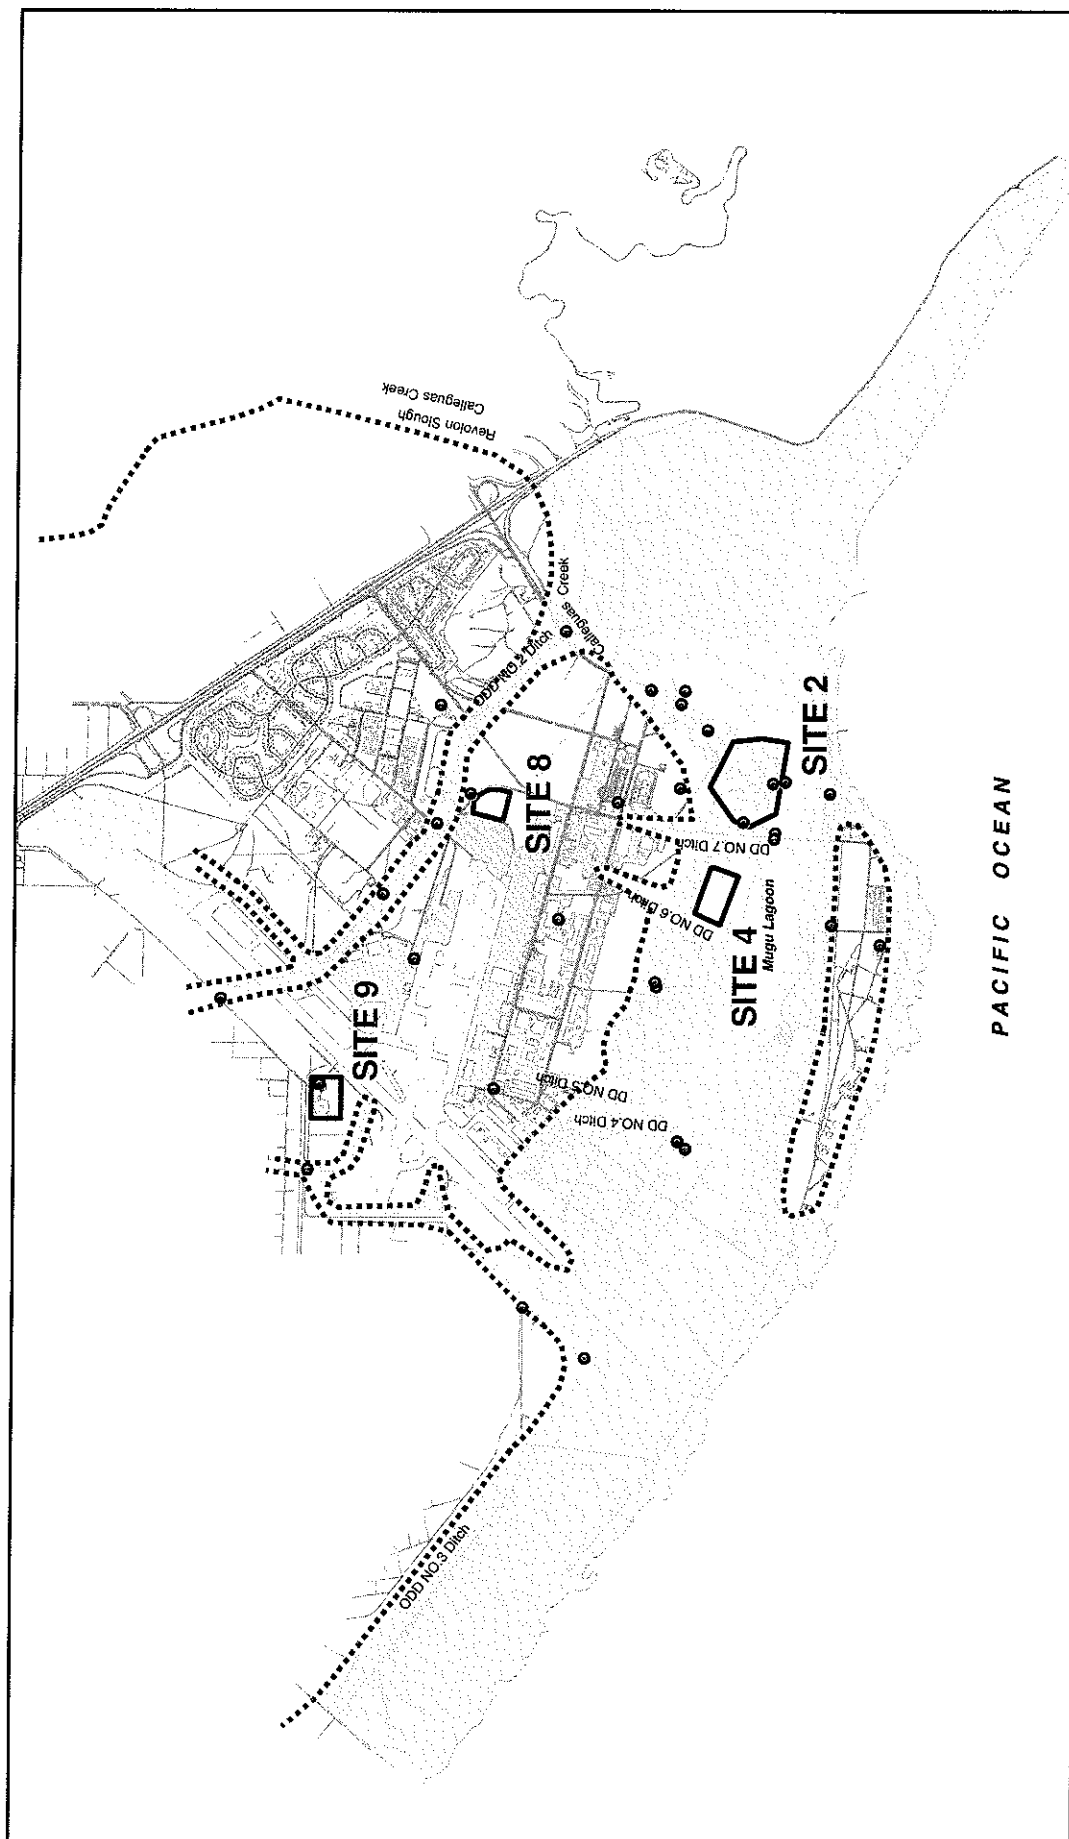 Revolon Slough
Calleguas Creek
ODD NO.2 Ditch
Calleguas Creek
SITE 8
SITE 2
DD NO.7 Ditch
DD NO.6 Ditch
SITE 4
Mugu Lagoon
SITE 9
DD NO.5 Ditch
DD NO.4 Ditch
ODD NO.3 Ditch
PACIFIC OCEAN